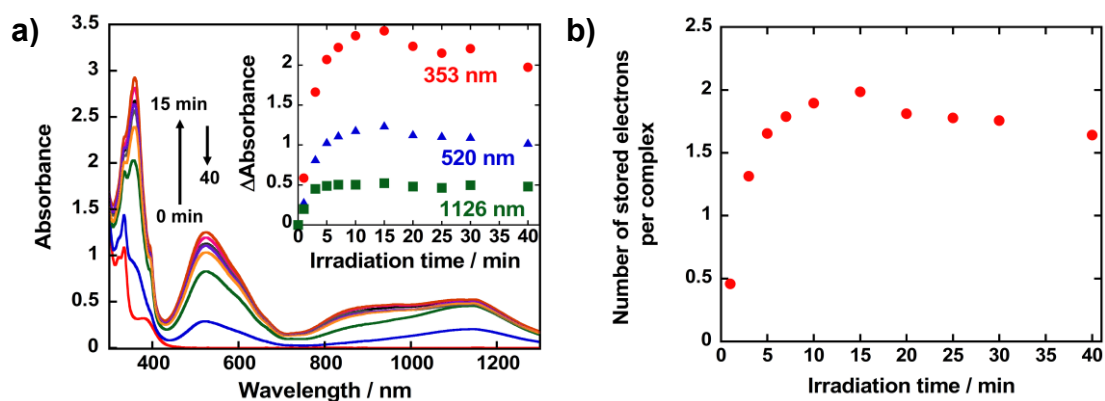 a)
Absorbance
3.5
3
2.5
2
1.5
1
0.5
0
400 600 800 1000 1200
Wavelength / nm
15 min
40
0 min
ΔAbsorbance
2
1.5
1
0.5
0
0 5 10 15 20 25 30 35 40
Irradiation time / min
353 nm
520 nm
1126 nm
b)
Number of stored electrons
per complex
2.5
2
1.5
1
0.5
0
0 5 10 15 20 25 30 35 40
Irradiation time / min